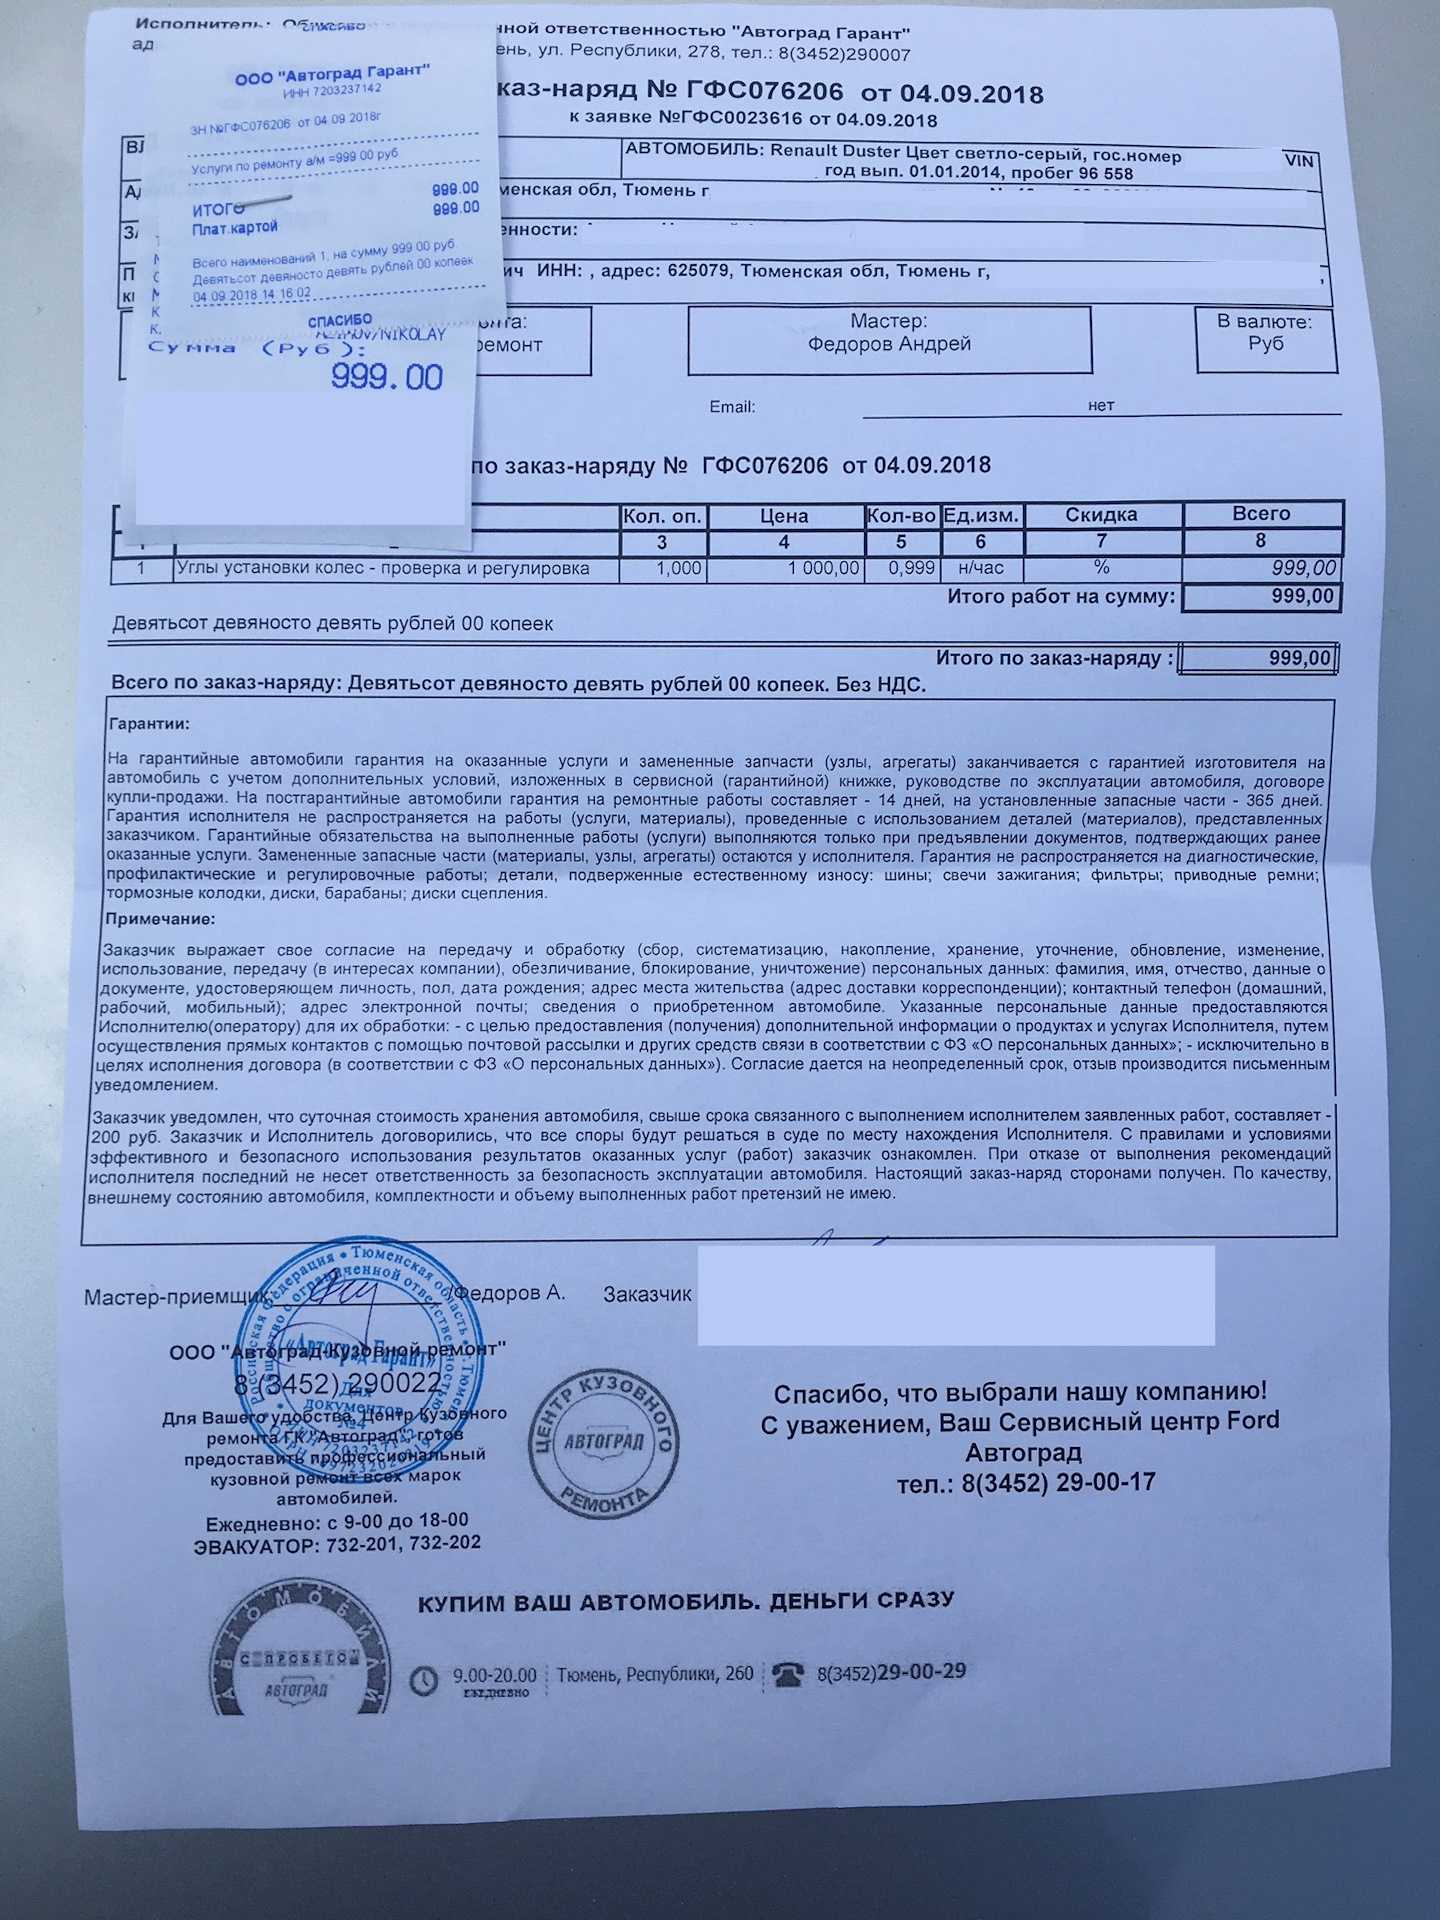 Исполнитель:
ад
нной ответственностью "Автоград Гарант"
ень, ул. Республики, 278, тел.: 8(3452)290007
каз-наряд № ГФС076206 от 04.09.2018
к заявке №ГФС0023616 от 04.09.2018
СПАСИБО
ООО "Автоград Гарант"
ИНН 7203237142
ЗН №ГФС076206 от 04.09.2018г
Услуги по ремонту а/м =999.00 руб
999.00
ИТОГО 999.00
Плат.картой
Всего наименований 1, на сумму 999.00 руб.
Девятьсот девяносто девять рублей 00 копеек
04.09.2018 14:16:02
СПАСИБО
/NIKOLAY
Сумма (Руб):
999.00
АВТОМОБИЛЬ: Renault Duster Цвет светло-серый, гос.номер VIN
год вып. 01.01.2014, пробег 96 558
менская обл, Тюмень г
енности:
ич ИНН: , адрес: 625079, Тюменская обл, Тюмень г,
онта:
ремонт
Мастер:
Федоров Андрей
В валюте:
Руб
Email: нет
по заказ-наряду № ГФС076206 от 04.09.2018
Кол. оп. Цена Кол-во Ед.изм. Скидка Всего
3 4 5 6 7 8
1 Углы установки колес - проверка и регулировка 1,000 1 000,00 0,999 н/час % 999,00
Итого работ на сумму: 999,00
Девятьсот девяносто девять рублей 00 копеек
Итого по заказ-наряду : 999,00
Всего по заказ-наряду: Девятьсот девяносто девять рублей 00 копеек. Без НДС.
Гарантии:
На гарантийные автомобили гарантия на оказанные услуги и замененные запчасти (узлы, агрегаты) заканчивается с гарантией изготовителя на
автомобиль с учетом дополнительных условий, изложенных в сервисной (гарантийной) книжке, руководстве по эксплуатации автомобиля, договоре
купли-продажи. На постгарантийные автомобили гарантия на ремонтные работы составляет - 14 дней, на установленные запасные части - 365 дней.
Гарантия исполнителя не распространяется на работы (услуги, материалы), проведенные с использованием деталей (материалов), представленных
заказчиком. Гарантийные обязательства на выполненные работы (услуги) выполняются только при предъявлении документов, подтверждающих ранее
оказанные услуги. Замененные запасные части (материалы, узлы, агрегаты) остаются у исполнителя. Гарантия не распространяется на диагностические,
профилактические и регулировочные работы; детали, подверженные естественному износу: шины; свечи зажигания; фильтры; приводные ремни;
тормозные колодки, диски, барабаны; диски сцепления.
Примечание:
Заказчик выражает свое согласие на передачу и обработку (сбор, систематизацию, накопление, хранение, уточнение, обновление, изменение,
использование, передачу (в интересах компании), обезличивание, блокирование, уничтожение) персональных данных: фамилия, имя, отчество, данные о
документе, удостоверяющем личность, пол, дата рождения; адрес места жительства (адрес доставки корреспонденции); контактный телефон (домашний,
рабочий, мобильный); адрес электронной почты; сведения о приобретенном автомобиле. Указанные персональные данные предоставляются
Исполнителю(оператору) для их обработки: - с целью предоставления (получения) дополнительной информации о продуктах и услугах Исполнителя, путем
осуществления прямых контактов с помощью почтовой рассылки и других средств связи в соответствии с ФЗ «О персональных данных»; - исключительно в
целях исполнения договора (в соответствии с ФЗ «О персональных данных»). Согласие дается на неопределенный срок, отзыв производится письменным
уведомлением.
Заказчик уведомлен, что суточная стоимость хранения автомобиля, свыше срока связанного с выполнением исполнителем заявленных работ, составляет -
200 руб. Заказчик и Исполнитель договорились, что все споры будут решаться в суде по месту нахождения Исполнителя. С правилами и условиями
эффективного и безопасного использования результатов оказанных услуг (работ) заказчик ознакомлен. При отказе от выполнения рекомендаций
исполнителя последний не несет ответственность за безопасность эксплуатации автомобиля. Настоящий заказ-наряд сторонами получен. По качеству,
внешнему состоянию автомобиля, комплектности и объему выполненных работ претензий не имею.
Мастер-приемщик /Федоров А. Заказчик
Российская Федерация • Тюменская область • г.Тюмень
Общество с ограниченной ответственностью
«Автоград Гарант»
Для
документов
№4
ИНН 7203237142
ООО "Автоград-Кузовной ремонт"
8 (3452) 290022
Для Вашего удобства, Центр Кузовного
ремонта ГК "Автоград", готов
предоставить профессиональный
кузовной ремонт всех марок
автомобилей.
Ежедневно: с 9-00 до 18-00
ЭВАКУАТОР: 732-201, 732-202
ЦЕНТР КУЗОВНОГО
АВТОГРАД
РЕМОНТА
Спасибо, что выбрали нашу компанию!
С уважением, Ваш Сервисный центр Ford
Автоград
тел.: 8(3452) 29-00-17
АВТОМОБИЛИ
С ПРОБЕГОМ
АВТОГРАД
КУПИМ ВАШ АВТОМОБИЛЬ. ДЕНЬГИ СРАЗУ
9.00-20.00
ЕЖЕДНЕВНО
Тюмень, Республики, 260
8(3452)29-00-29